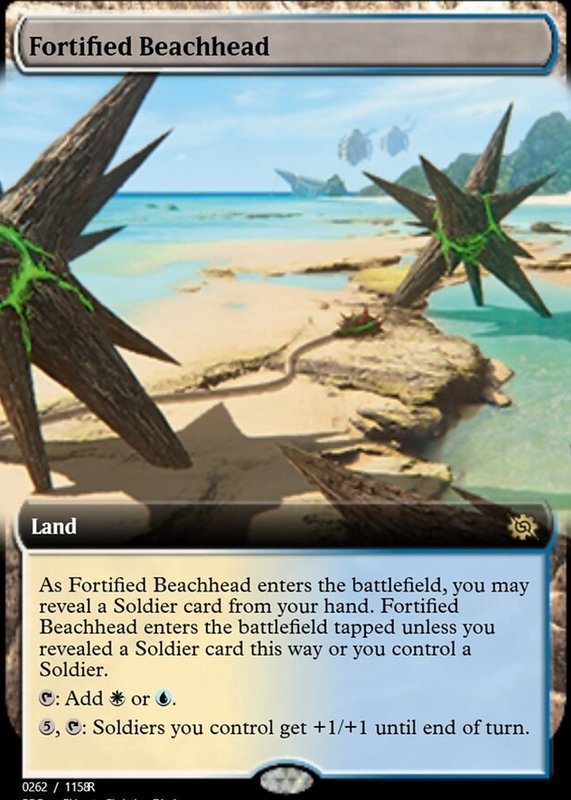 Fortified Beachhead
Land
As Fortified Beachhead enters the battlefield, you may
reveal a Soldier card from your hand. Fortified
Beachhead enters the battlefield tapped unless you
revealed a Soldier card this way or you control a
Soldier.
: Add or .
5, : Soldiers you control get +1/+1 until end of turn.
0262 / 1158R